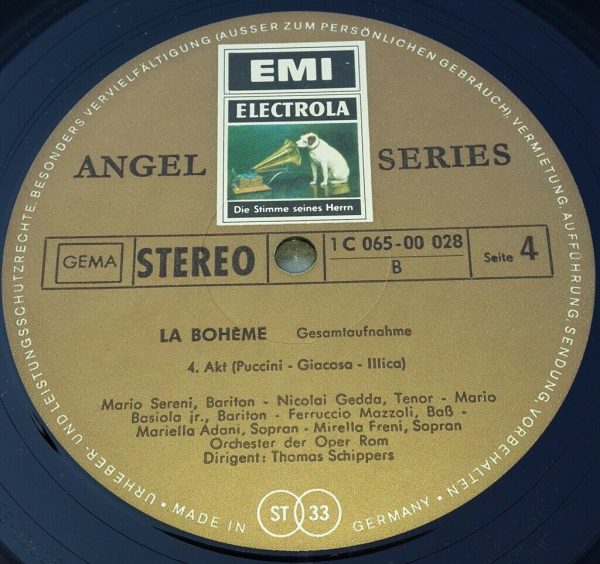 EMI
ELECTROLA
Die Stimme seines Herrn
ANGEL SERIES
GEMA STEREO 1 C 065-00 028 B Seite 4
LA BOHÈME Gesamtaufnahme
4. Akt (Puccini - Giacosa - Illica)
Mario Sereni, Bariton - Nicolai Gedda, Tenor - Mario
Basiola jr., Bariton - Ferruccio Mazzoli, Baß -
Mariella Adani, Sopran - Mirella Freni, Sopran
Orchester der Oper Rom
Dirigent: Thomas Schippers
URHEBER- UND LEISTUNGSSCHUTZRECHTE, BESONDERS VERVIELFÄLTIGUNG (AUSSER ZUM PERSÖNLICHEN GEBRAUCH), VERMIETUNG, AUFFÜHRUNG, SENDUNG, VORBEHALTEN
• MADE IN ST 33 GERMANY •